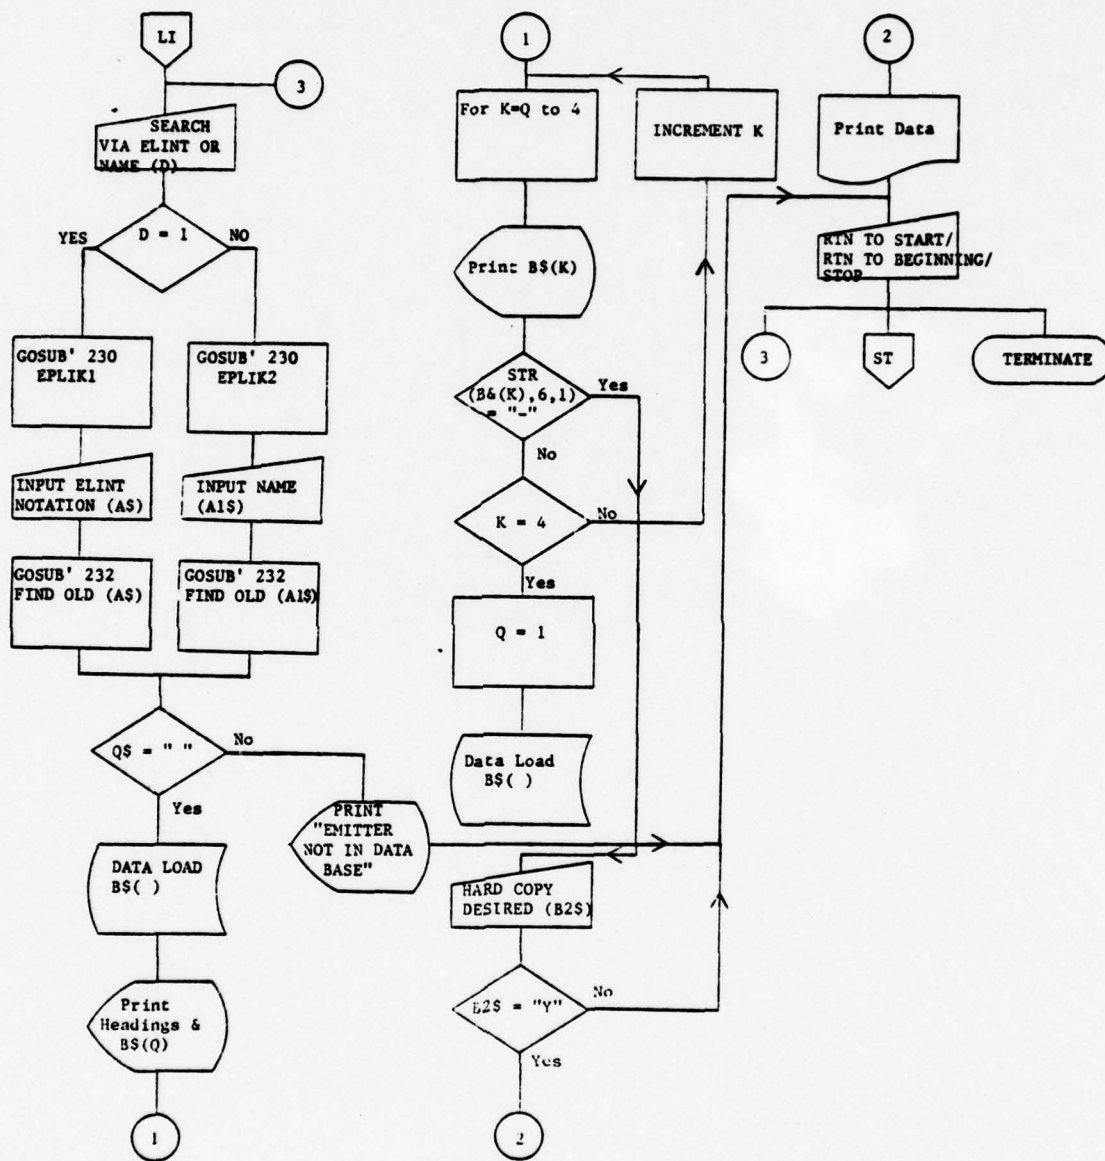 LI
3
SEARCH
VIA ELINT OR
NAME (D)
YES
D = 1
NO
GOSUB' 230
EPLIK1
GOSUB' 230
EPLIK2
INPUT ELINT
NOTATION (A$)
INPUT NAME
(A1$)
GOSUB' 232
FIND OLD (A$)
GOSUB' 232
FIND OLD (A1$)
Q$ = " "
No
Yes
PRINT
"EMITTER
NOT IN DATA
BASE"
DATA LOAD
B$( )
Print
Headings &
B$(Q)
1
1
For K=Q to 4
INCREMENT K
Print B$(K)
STR
(B&(K),6,1)
= "-"
Yes
No
K = 4
No
Yes
Q = 1
Data Load
B$( )
HARD COPY
DESIRED (B2$)
B2$ = "Y"
No
Yes
2
2
Print Data
RTN TO START/
RTN TO BEGINNING/
STOP
3
ST
TERMINATE